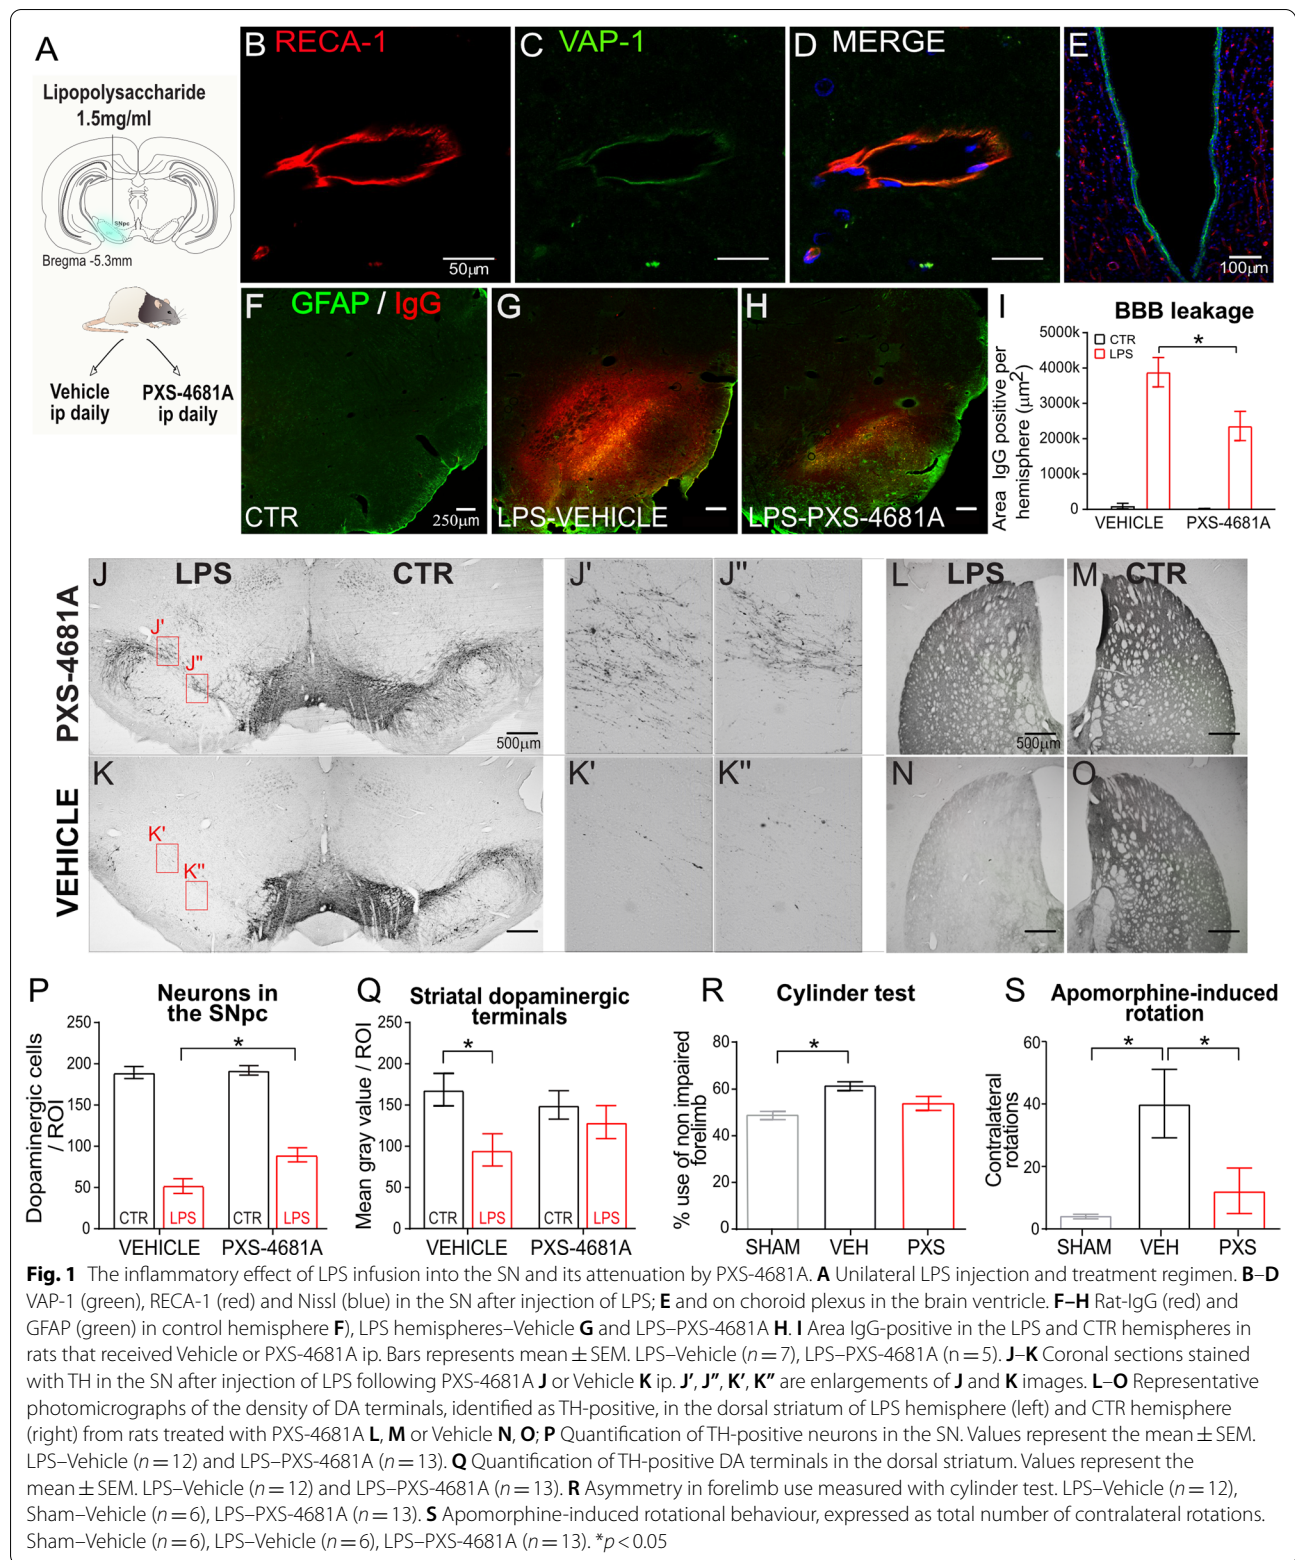 A
Lipopolysaccharide
1.5mg/ml
SNpc
Bregma -5.3mm
Vehicle
ip daily
PXS-4681A
ip daily
B RECA-1
50µm
C VAP-1
D MERGE
E
100µm
F GFAP / IgG
CTR
250µm
G
LPS-VEHICLE
H
LPS-PXS-4681A
I
BBB leakage
CTR
LPS
*
Area IgG positive per
hemisphere (µm²)
5000k
4000k
3000k
2000k
1000k
0
VEHICLE
PXS-4681A
PXS-4681A
J LPS CTR
J'
J"
500µm
J'
J"
L LPS
500µm
M CTR
VEHICLE
K
K'
K"
K'
K"
N
O
P
Neurons in
the SNpc
Dopaminergic cells
/ ROI
250
200
150
100
50
0
*
CTR
LPS
CTR
LPS
VEHICLE
PXS-4681A
Q
Striatal dopaminergic
terminals
Mean gray value / ROI
250
200
150
100
50
0
*
CTR
LPS
CTR
LPS
VEHICLE
PXS-4681A
R
Cylinder test
% use of non impaired
forelimb
80
60
40
20
0
*
SHAM
VEH
PXS
S
Apomorphine-induced
rotation
Contralateral
rotations
60
40
20
0
*
*
SHAM
VEH
PXS
Fig. 1 The inflammatory effect of LPS infusion into the SN and its attenuation by PXS-4681A. A Unilateral LPS injection and treatment regimen. B–D
VAP-1 (green), RECA-1 (red) and Nissl (blue) in the SN after injection of LPS; E and on choroid plexus in the brain ventricle. F–H Rat-IgG (red) and
GFAP (green) in control hemisphere F), LPS hemispheres–Vehicle G and LPS–PXS-4681A H. I Area IgG-positive in the LPS and CTR hemispheres in
rats that received Vehicle or PXS-4681A ip. Bars represents mean ± SEM. LPS–Vehicle (n = 7), LPS–PXS-4681A (n = 5). J–K Coronal sections stained
with TH in the SN after injection of LPS following PXS-4681A J or Vehicle K ip. J′, J″, K′, K″ are enlargements of J and K images. L–O Representative
photomicrographs of the density of DA terminals, identified as TH-positive, in the dorsal striatum of LPS hemisphere (left) and CTR hemisphere
(right) from rats treated with PXS-4681A L, M or Vehicle N, O; P Quantification of TH-positive neurons in the SN. Values represent the mean ± SEM.
LPS–Vehicle (n = 12) and LPS–PXS-4681A (n = 13). Q Quantification of TH-positive DA terminals in the dorsal striatum. Values represent the
mean ± SEM. LPS–Vehicle (n = 12) and LPS–PXS-4681A (n = 13). R Asymmetry in forelimb use measured with cylinder test. LPS–Vehicle (n = 12),
Sham–Vehicle (n = 6), LPS–PXS-4681A (n = 13). S Apomorphine-induced rotational behaviour, expressed as total number of contralateral rotations.
Sham–Vehicle (n = 6), LPS–Vehicle (n = 6), LPS–PXS-4681A (n = 13). *p < 0.05